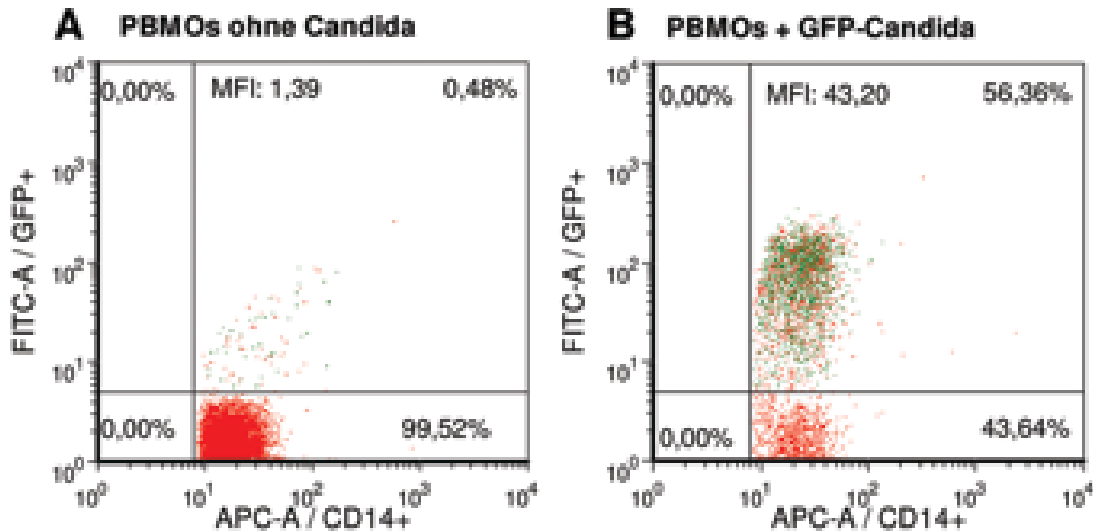 A PBMOs ohne Candida
10⁴
0,00% MFI: 1,39 0,48%
10³
FITC-A / GFP+
10²
10¹
0,00% 99,52%
10⁰
10⁰ 10¹ 10² 10³ 10⁴
APC-A / CD14+
B PBMOs + GFP-Candida
10⁴
0,00% MFI: 43,20 56,36%
10³
FITC-A / GFP+
10²
10¹
0,00% 43,64%
10⁰
10⁰ 10¹ 10² 10³ 10⁴
APC-A / CD14+